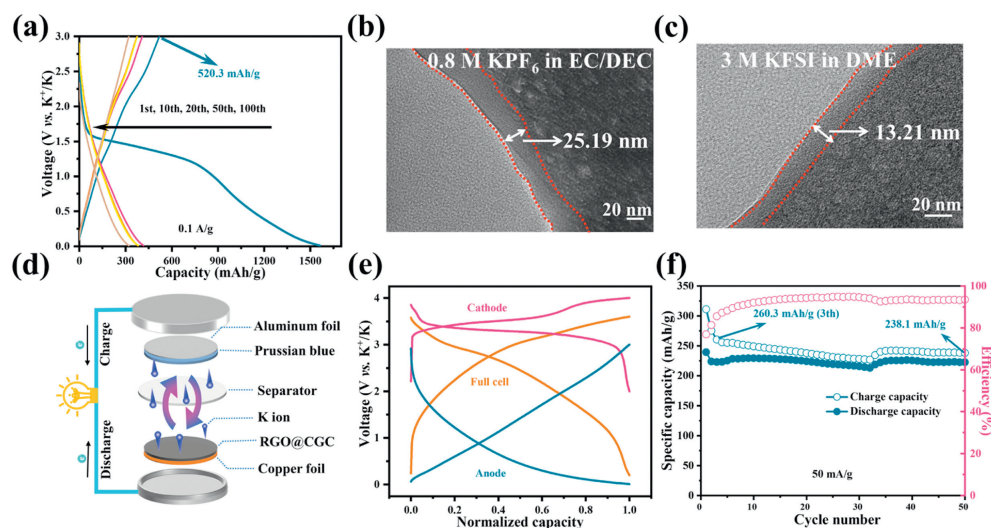 (a)
3.0
2.5
2.0
1.5
1.0
0.5
0.0
Voltage (V vs. K+/K)
520.3 mAh/g
1st, 10th, 20th, 50th, 100th
0.1 A/g
0 300 600 900 1200 1500
Capacity (mAh/g)
(b)
0.8 M KPF6 in EC/DEC
25.19 nm
20 nm
(c)
3 M KFSI in DME
13.21 nm
20 nm
(d)
Charge
Discharge
e
e
Aluminum foil
Prussian blue
Separator
K ion
RGO@CGC
Copper foil
(e)
4
3
2
1
0
Voltage (V vs. K+/K)
Cathode
Full cell
Anode
0.0 0.2 0.4 0.6 0.8 1.0
Normalized capacity
(f)
350
300
250
200
150
100
50
0
Specific capacity (mAh/g)
260.3 mAh/g (3th)
238.1 mAh/g
Charge capacity
Discharge capacity
50 mA/g
0 10 20 30 40 50
Cycle number
100
80
60
40
20
0
Efficiency (%)